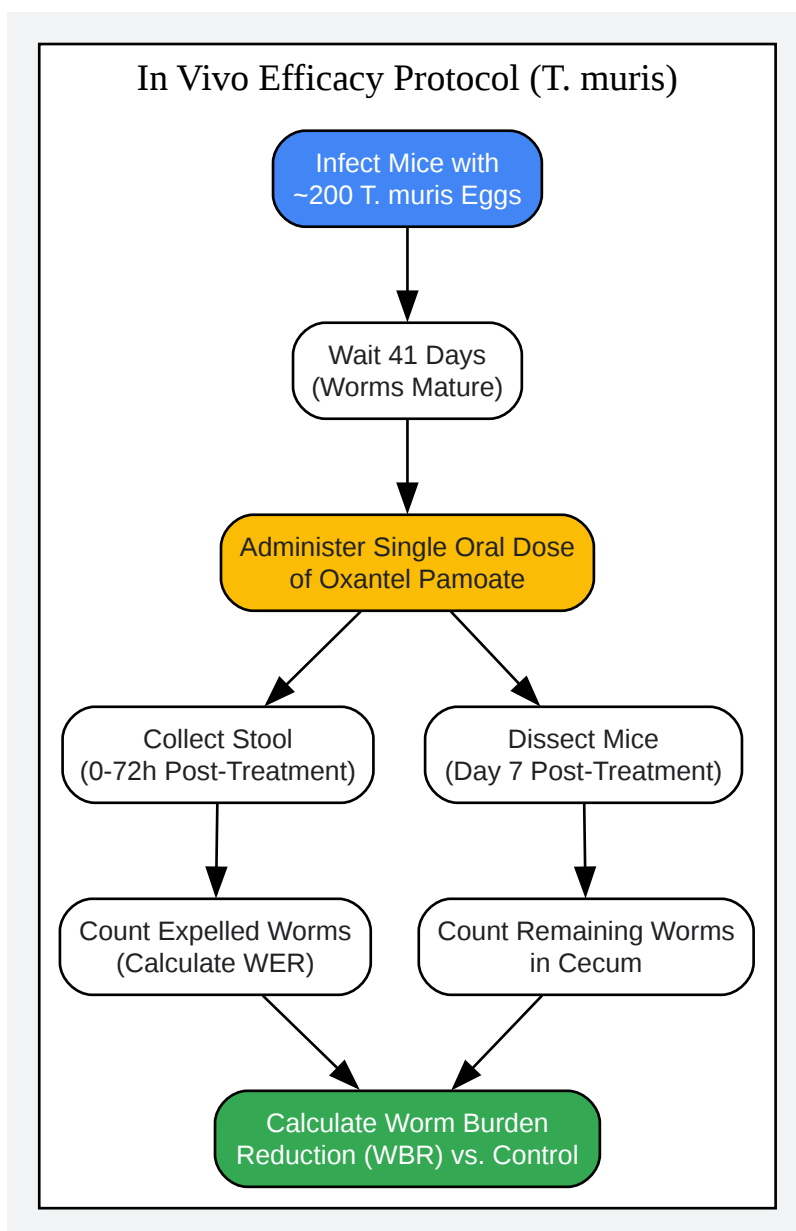 In Vivo Efficacy Protocol (T. muris)
Infect Mice with
~200 T. muris Eggs
Wait 41 Days
(Worms Mature)
Administer Single Oral Dose
of Oxantel Pamoate
Collect Stool
(0-72h Post-Treatment)
Dissect Mice
(Day 7 Post-Treatment)
Count Expelled Worms
(Calculate WER)
Count Remaining Worms
in Cecum
Calculate Worm Burden
Reduction (WBR) vs. Control